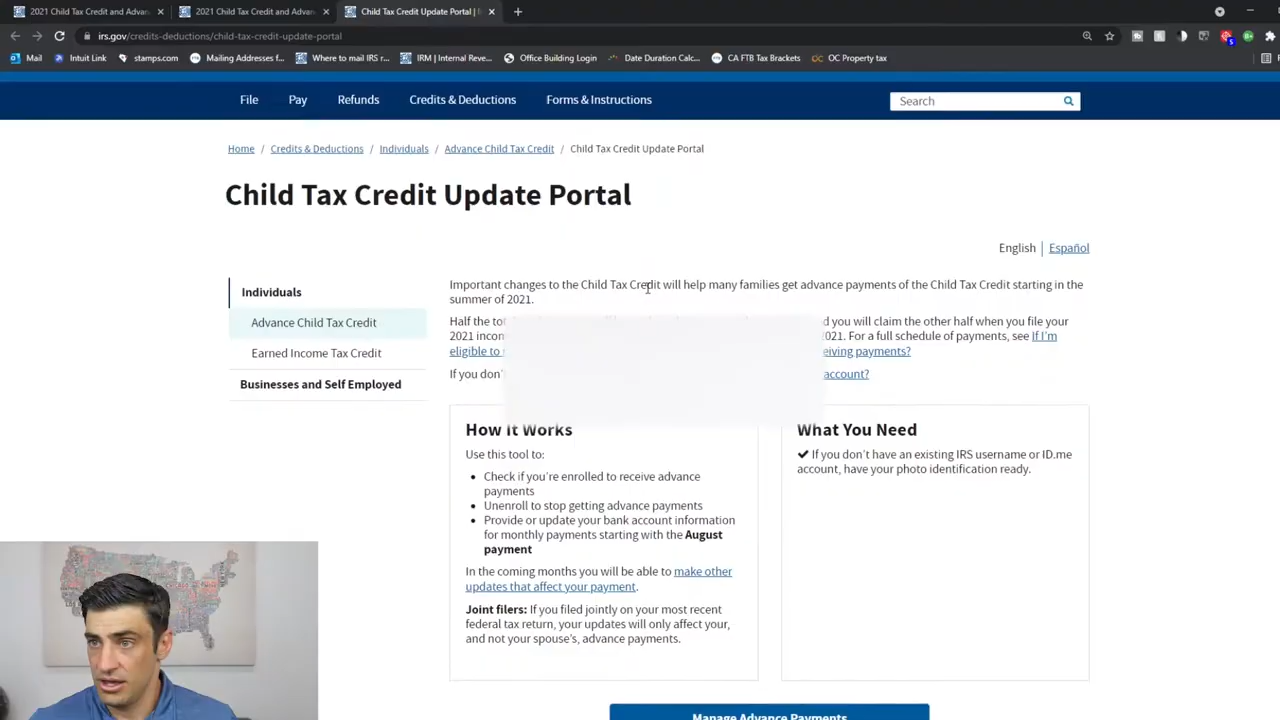 2021 Child Tax Credit and Advan
2021 Child Tax Credit and Advan
Child Tax Credit Update Portal |
irs.gov/credits-deductions/child-tax-credit-update-portal
Mail
Intuit Link
stamps.com
Mailing Addresses f...
Where to mail IRS r...
IRM | Internal Reve...
Office Building Login
Date Duration Calc...
CA FTB Tax Brackets
OC Property tax
File Pay Refunds Credits & Deductions Forms & Instructions Search
Home / Credits & Deductions / Individuals / Advance Child Tax Credit / Child Tax Credit Update Portal
Child Tax Credit Update Portal
English | Español
Individuals
Advance Child Tax Credit
Earned Income Tax Credit
Businesses and Self Employed
Important changes to the Child Tax Credit will help many families get advance payments of the Child Tax Credit starting in the
summer of 2021.
Half the you will claim the other half when you file your
2021 2021. For a full schedule of payments, see If I'm
eligible to payments?
If you account?
How It Works
Use this tool to:
Check if you're enrolled to receive advance
payments
Unenroll to stop getting advance payments
Provide or update your bank account information
for monthly payments starting with the August
payment
In the coming months you will be able to make other
updates that affect your payment.
Joint filers: If you filed jointly on your most recent
federal tax return, your updates will only affect your,
and not your spouse's, advance payments.
What You Need
✔ If you don't have an existing IRS username or ID.me
account, have your photo identification ready.
Manage Advance Payments